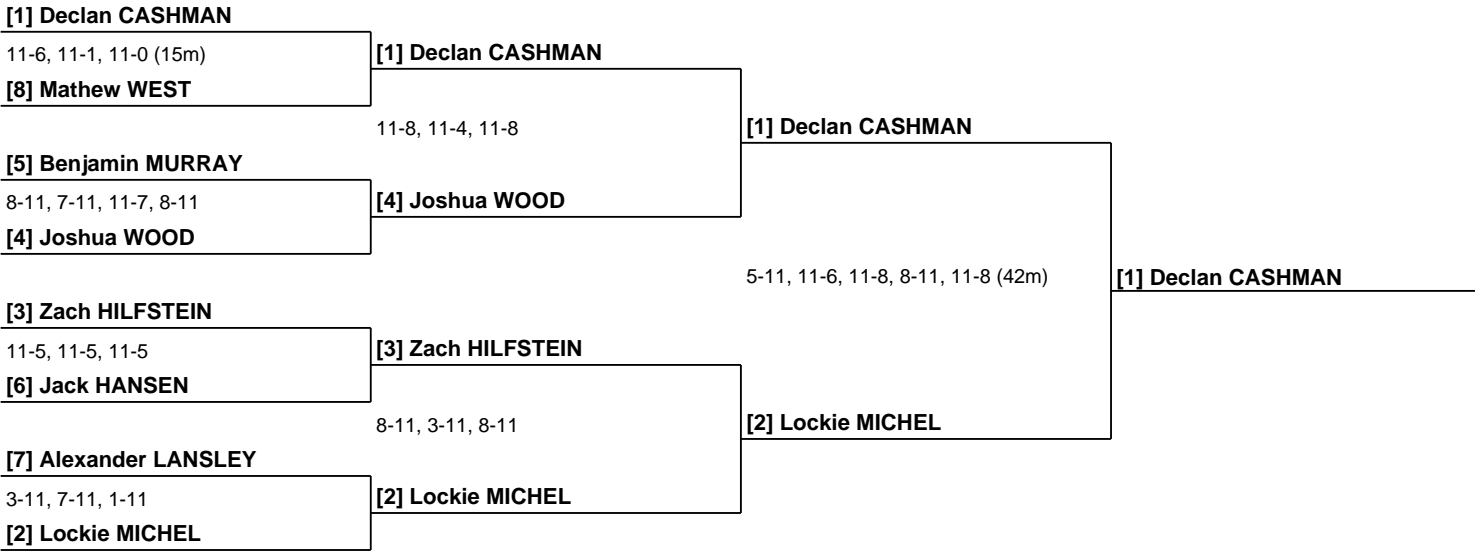 [1] Declan CASHMAN
11-6, 11-1, 11-0 (15m)
[8] Mathew WEST
[5] Benjamin MURRAY
8-11, 7-11, 11-7, 8-11
[4] Joshua WOOD
[3] Zach HILFSTEIN
11-5, 11-5, 11-5
[6] Jack HANSEN
[7] Alexander LANSLEY
3-11, 7-11, 1-11
[2] Lockie MICHEL
[1] Declan CASHMAN
11-8, 11-4, 11-8
[4] Joshua WOOD
[3] Zach HILFSTEIN
8-11, 3-11, 8-11
[2] Lockie MICHEL
[1] Declan CASHMAN
5-11, 11-6, 11-8, 8-11, 11-8 (42m)
[2] Lockie MICHEL
[1] Declan CASHMAN